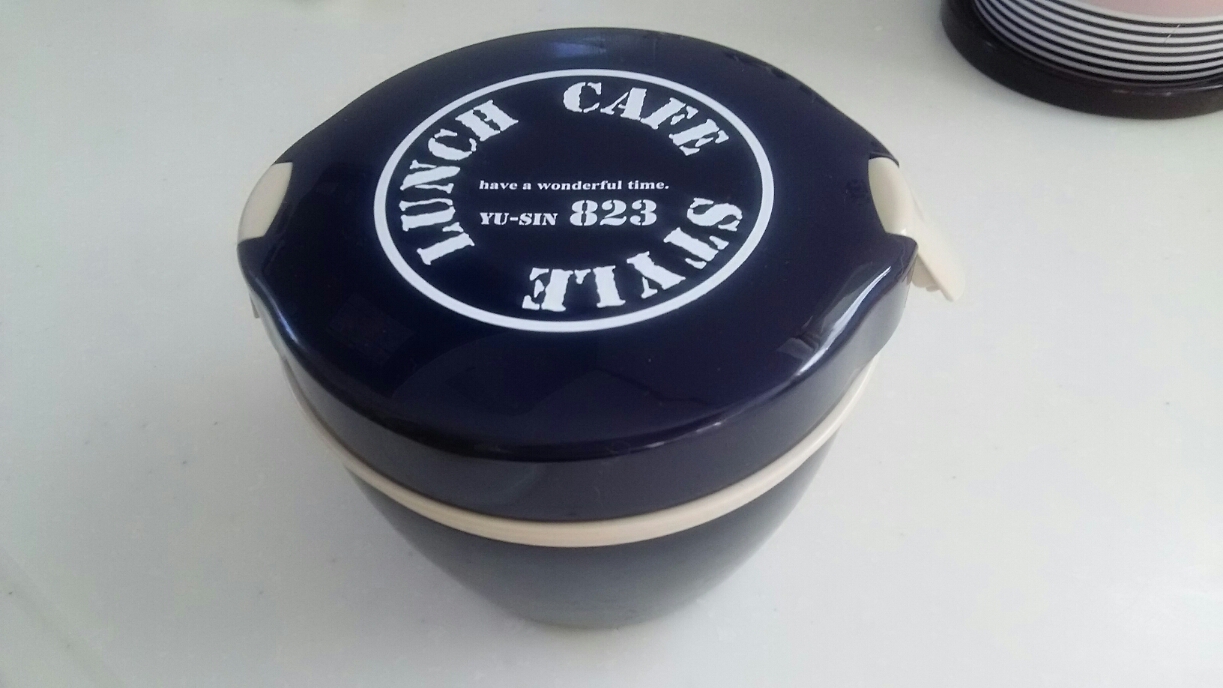 LUNCH CAFE STYLE
have a wonderful time.
YU-SIN 823